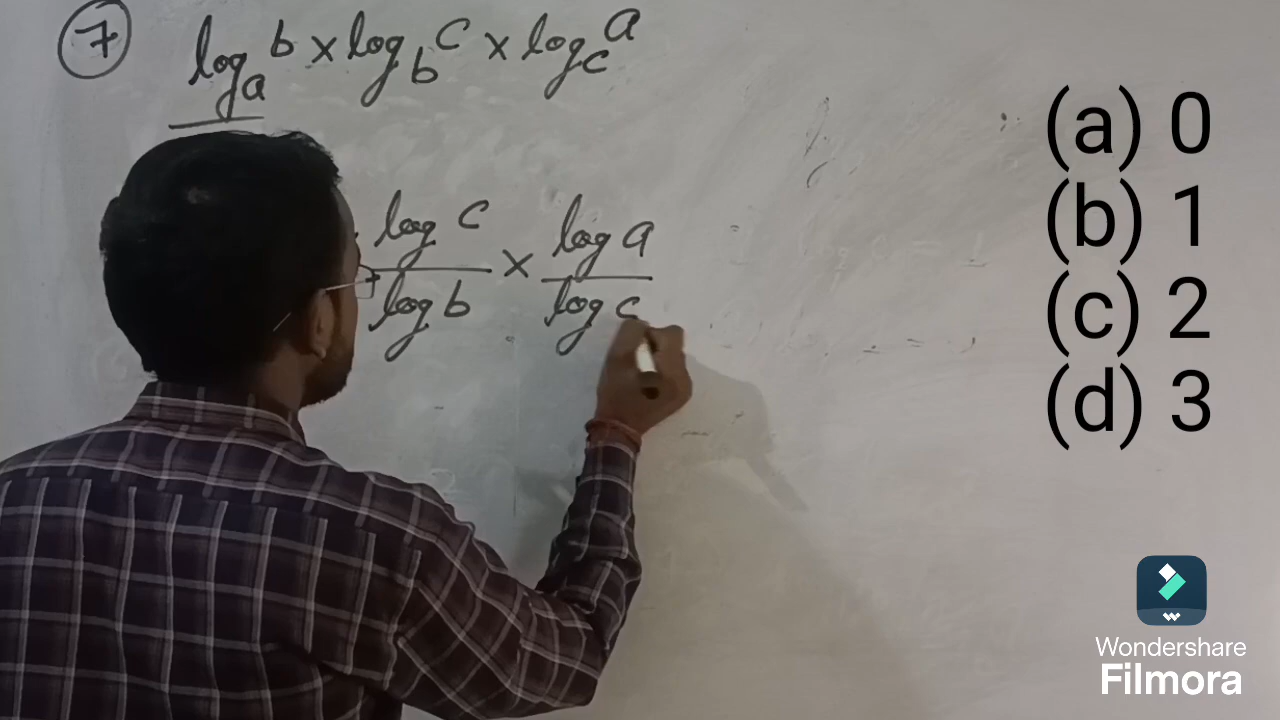 7 log_a b × log_b c × log_c a
log c / log b × log a / log c
(a) 0
(b) 1
(c) 2
(d) 3
Wondershare
Filmora